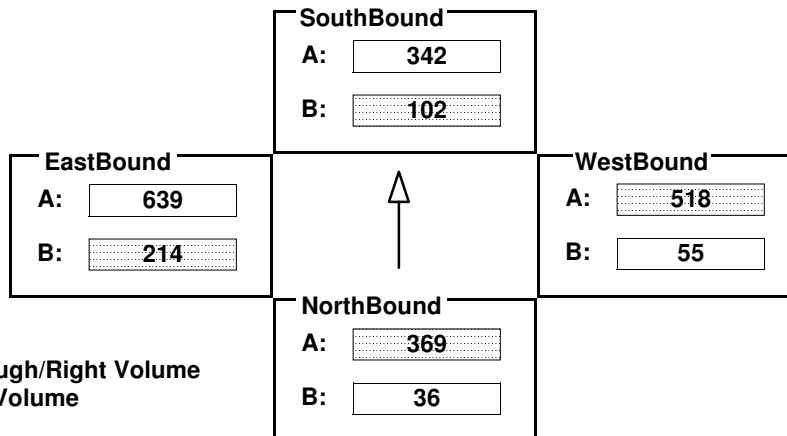 SouthBound
A: 342
B: 102
EastBound
A: 639
B: 214
WestBound
A: 518
B: 55
NorthBound
A: 369
B: 36
ugh/Right Volume
Volume